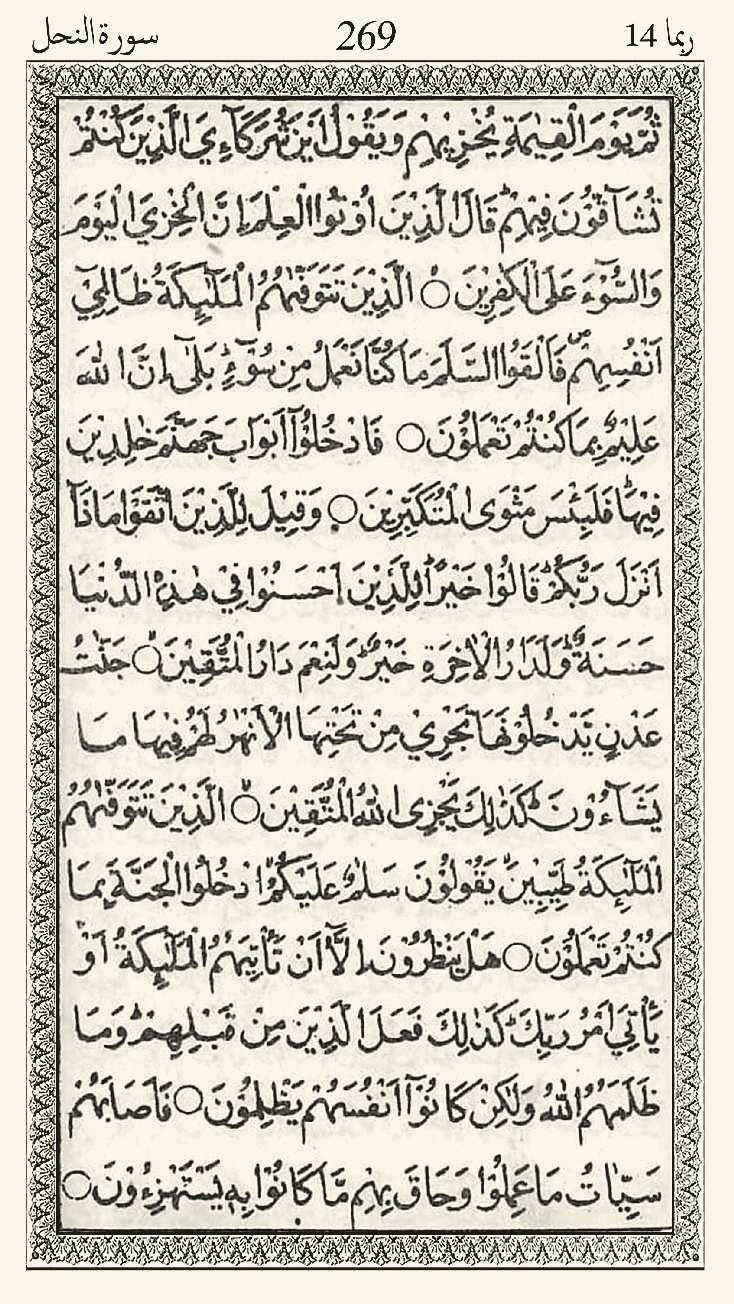 ربما 14 269 سورة النحل
ثُمَّ يَوْمَ الْقِيٰمَةِ يُخْزِيْهِمْ وَيَقُوْلُ اَيْنَ شُرَكَآءِيَ الَّذِيْنَ كُنْتُمْ
تُشَآقُّوْنَ فِيْهِمْ ؕ قَالَ الَّذِيْنَ اُوْتُوا الْعِلْمَ اِنَّ الْخِزْيَ الْيَوْمَ
وَالسُّوْٓءَ عَلَى الْكٰفِرِيْنَ ۝ الَّذِيْنَ تَتَوَفّٰىهُمُ الْمَلٰٓئِكَةُ ظَالِمِيْٓ
اَنْفُسِهِمْ ۪ فَاَلْقَوُا السَّلَمَ مَا كُنَّا نَعْمَلُ مِنْ سُوْٓءٍ ؕ بَلٰٓى اِنَّ اللّٰهَ
عَلِيْمٌۢ بِمَا كُنْتُمْ تَعْمَلُوْنَ ۝ فَادْخُلُوْٓا اَبْوَابَ جَهَنَّمَ خٰلِدِيْنَ
فِيْهَا ؕ فَلَبِئْسَ مَثْوَى الْمُتَكَبِّرِيْنَ ۝ وَقِيْلَ لِلَّذِيْنَ اتَّقَوْا مَاذَاۤ
اَنْزَلَ رَبُّكُمْ ؕ قَالُوْا خَيْرًا ؕ لِلَّذِيْنَ اَحْسَنُوْا فِيْ هٰذِهِ الدُّنْيَا
حَسَنَةٌ ؕ وَلَدَارُ الْاٰخِرَةِ خَيْرٌ ؕ وَلَنِعْمَ دَارُ الْمُتَّقِيْنَ ۝ جَنّٰتُ
عَدْنٍ يَّدْخُلُوْنَهَا تَجْرِيْ مِنْ تَحْتِهَا الْاَنْهٰرُ لَهُمْ فِيْهَا مَا
يَشَآءُوْنَ ؕ كَذٰلِكَ يَجْزِى اللّٰهُ الْمُتَّقِيْنَ ۝ الَّذِيْنَ تَتَوَفّٰىهُمُ
الْمَلٰٓئِكَةُ طَيِّبِيْنَ ۙ يَقُوْلُوْنَ سَلٰمٌ عَلَيْكُمُ ۙ ادْخُلُوا الْجَنَّةَ بِمَا
كُنْتُمْ تَعْمَلُوْنَ ۝ هَلْ يَنْظُرُوْنَ اِلَّاۤ اَنْ تَاْتِيَهُمُ الْمَلٰٓئِكَةُ اَوْ
يَاْتِيَ اَمْرُ رَبِّكَ ؕ كَذٰلِكَ فَعَلَ الَّذِيْنَ مِنْ قَبْلِهِمْ ؕ وَمَا
ظَلَمَهُمُ اللّٰهُ وَلٰكِنْ كَانُوْٓا اَنْفُسَهُمْ يَظْلِمُوْنَ ۝ فَاَصَابَهُمْ
سَيِّاٰتُ مَا عَمِلُوْا وَحَاقَ بِهِمْ مَّا كَانُوْا بِهٖ يَسْتَهْزِءُوْنَ ۝